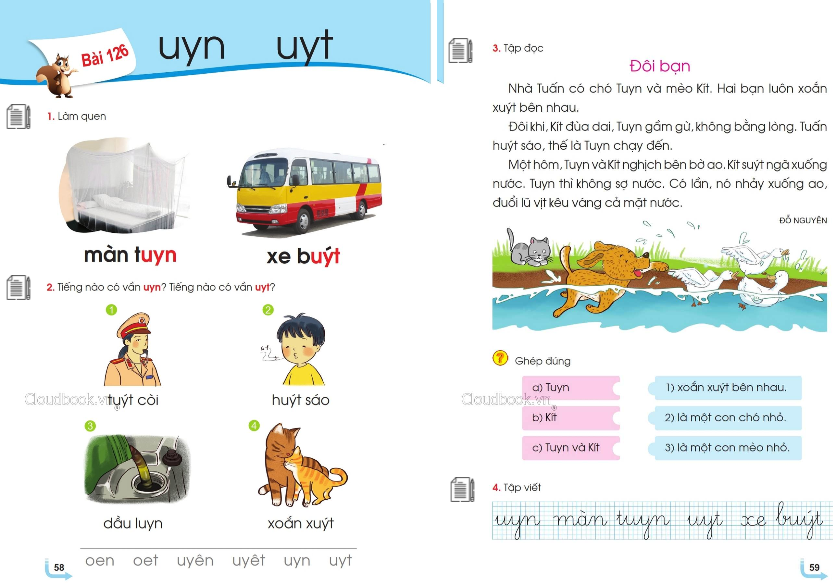 Bài 126
uyn uyt
1. Làm quen
màn tuyn
xe buýt
2. Tiếng nào có vần uyn? Tiếng nào có vần uyt?
1
2
tuýt còi
huýt sáo
Cloudbook.vn
3
4
dầu luyn
xoắn xuýt
oen oet uyên uyêt uyn uyt
58
3. Tập đọc
Đôi bạn
Nhà Tuấn có chó Tuyn và mèo Kít. Hai bạn luôn xoắn
xuýt bên nhau.
Đôi khi, Kít đùa dai, Tuyn gầm gừ, không bằng lòng. Tuấn
huýt sáo, thế là Tuyn chạy đến.
Một hôm, Tuyn và Kít nghịch bên bờ ao. Kít suýt ngã xuống
nước. Tuyn thì không sợ nước. Có lần, nó nhảy xuống ao,
đuổi lũ vịt kêu vang cả mặt nước.
ĐỖ NGUYÊN
? Ghép đúng
a) Tuyn
1) xoắn xuýt bên nhau.
Cloudbook.vn
b) Kít
2) là một con chó nhỏ.
c) Tuyn và Kít
3) là một con mèo nhỏ.
4. Tập viết
uyn màn tuyn uyt xe buýt
59